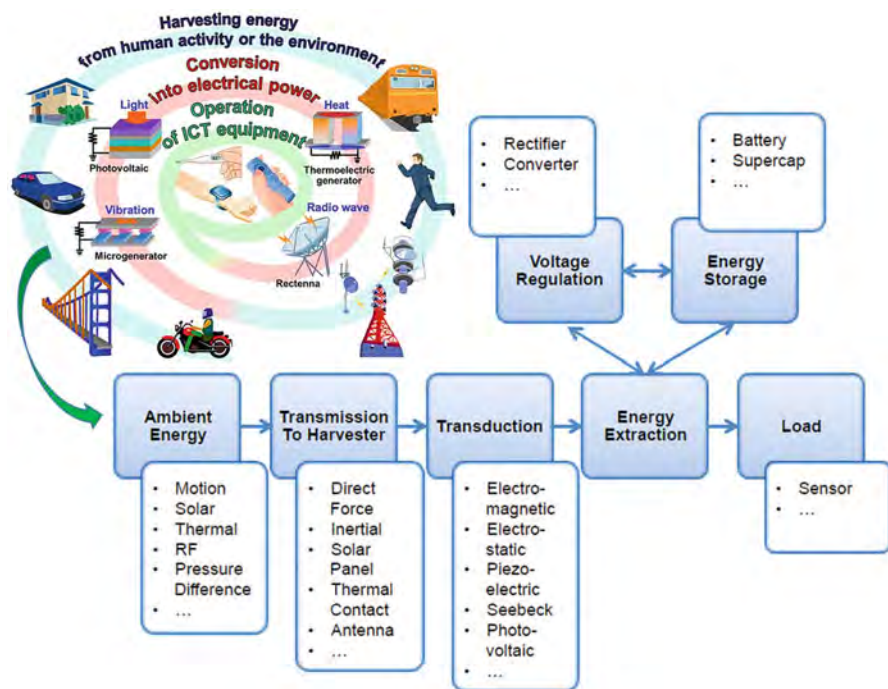 Harvesting energy
from human activity or the environment
Conversion
into electrical power
Operation
of ICT equipment
Light
Photovoltaic
Heat
Thermoelectric
generator
Vibration
Microgenerator
Radio wave
Rectenna
• Rectifier
• Converter
• …
Voltage
Regulation
• Battery
• Supercap
• …
Energy
Storage
Ambient
Energy
• Motion
• Solar
• Thermal
• RF
• Pressure
Difference
• …
Transmission
To Harvester
• Direct
Force
• Inertial
• Solar
Panel
• Thermal
Contact
• Antenna
• …
Transduction
• Electro-
magnetic
• Electro-
static
• Piezo-
electric
• Seebeck
• Photo-
voltaic
• …
Energy
Extraction
Load
• Sensor
• …